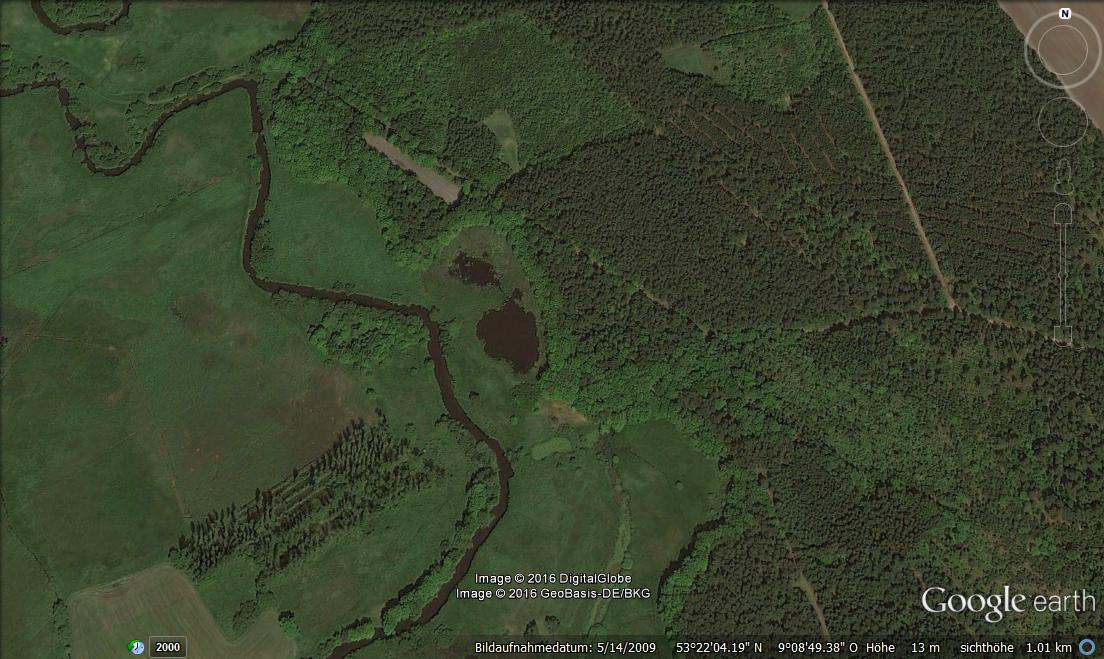 N
Image © 2016 DigitalGlobe
Image © 2016 GeoBasis-DE/BKG
Google earth
2000
Bildaufnahmedatum: 5/14/2009 53°22'04.19" N 9°08'49.38" O Höhe 13 m sichthöhe 1.01 km